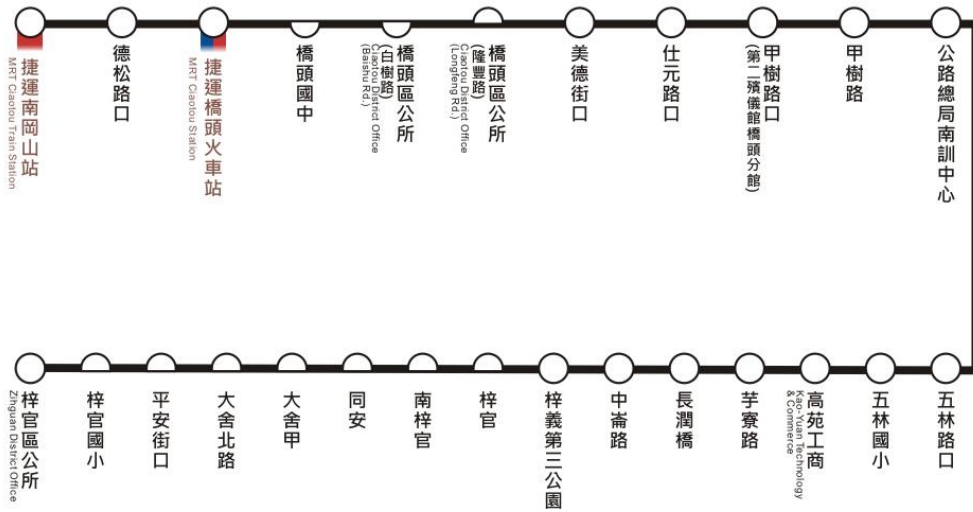 捷運南岡山站
MRT Ciaotou Train Station
德松路口
捷運橋頭火車站
MRT Ciaotou Station
橋頭國中
橋頭區公所
(白樹路)
Ciaotou District Office
(Baishu Rd.)
橋頭區公所
(隆豐路)
Ciaotou District Office
(Longfeng Rd.)
美德街口
仕元路口
甲樹路口
(第二殯儀館橋頭分館)
甲樹路
公路總局南訓中心
梓官區公所
Zihguan District Office
梓官國小
平安街口
大舍北路
大舍甲
同安
南梓官
梓官
梓義第三公園
中崙路
長潤橋
芋寮路
高苑工商
Kao-Yuan Technology
& Commerce
五林國小
五林路口